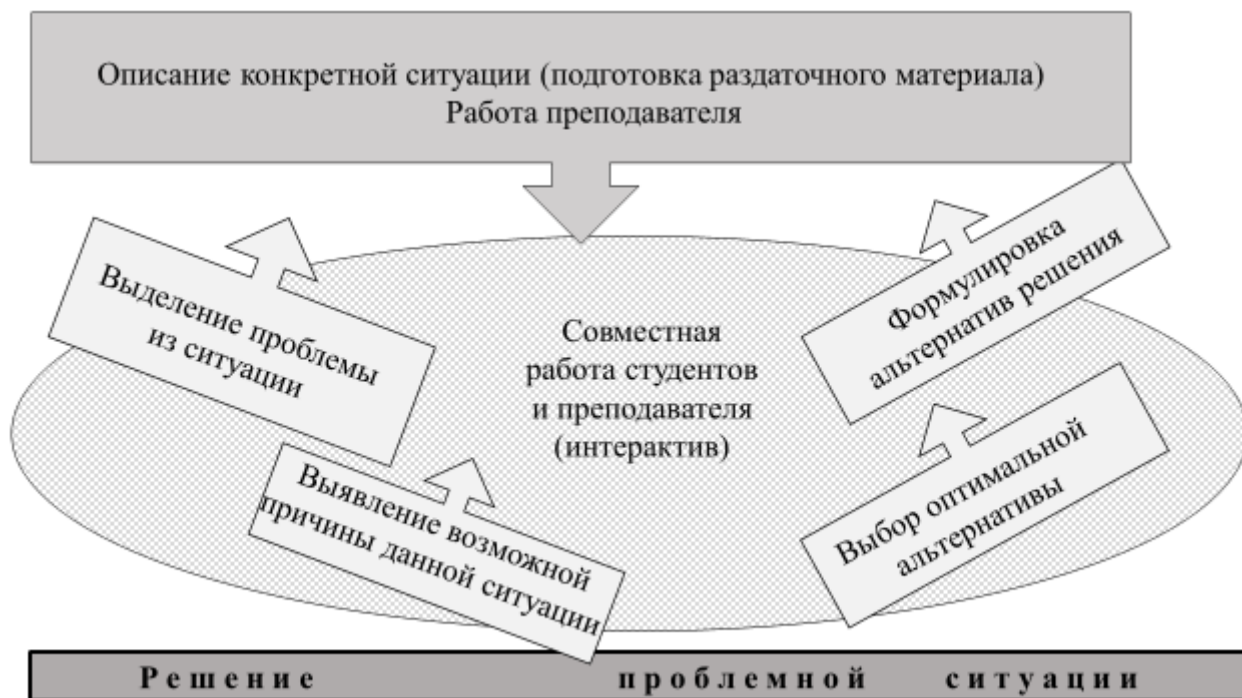 Описание конкретной ситуации (подготовка раздаточного материала)
Работа преподавателя
Выделение проблемы
из ситуации
Выявление возможной
причины данной ситуации
Совместная
работа студентов
и преподавателя
(интерактив)
Формулировка
альтернатив решения
Выбор оптимальной
альтернативы
Решение проблемной ситуации